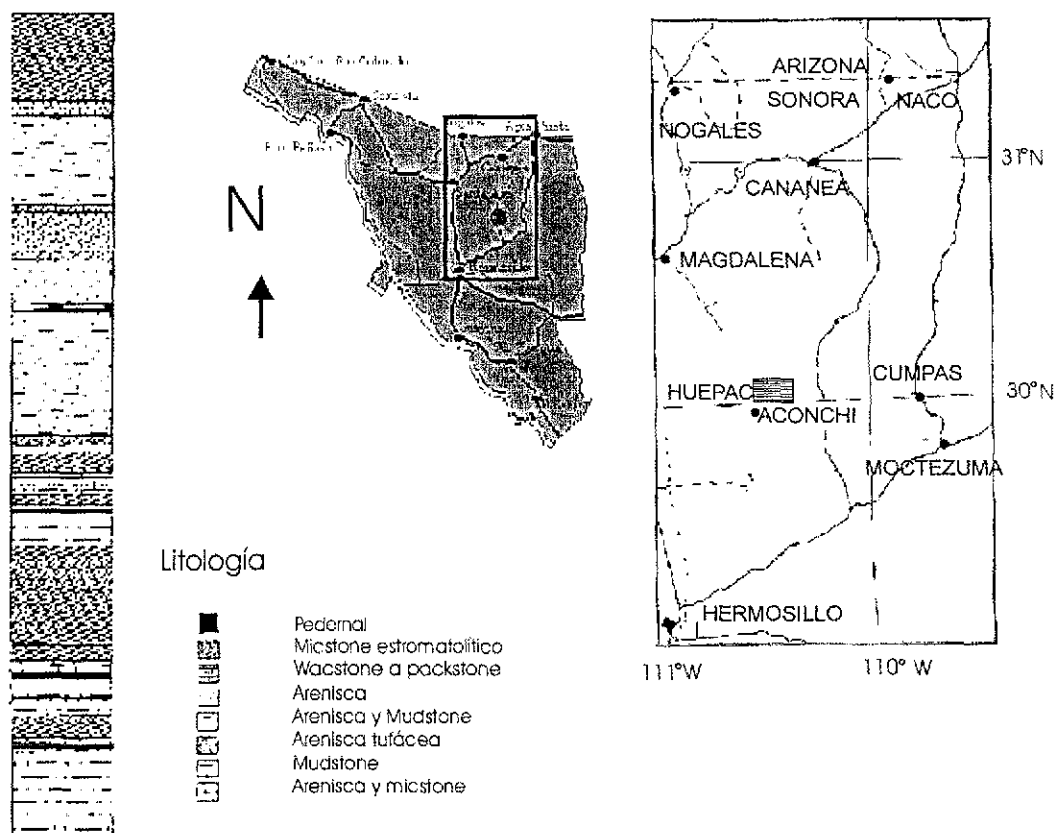 N
ARIZONA
SONORA
NACO
NOGALES
31°N
CANANEA
MAGDALENA
CUMPAS
HUEPAC
30°N
ACONCHI
MOCTEZUMA
HERMOSILLO
111°W
110° W
Litología
Pedernal
Micstone estromatolítico
Wacstone a packstone
Arenisca
Arenisca y Mudstone
Arenisca tufácea
Mudstone
Arenisca y micstone